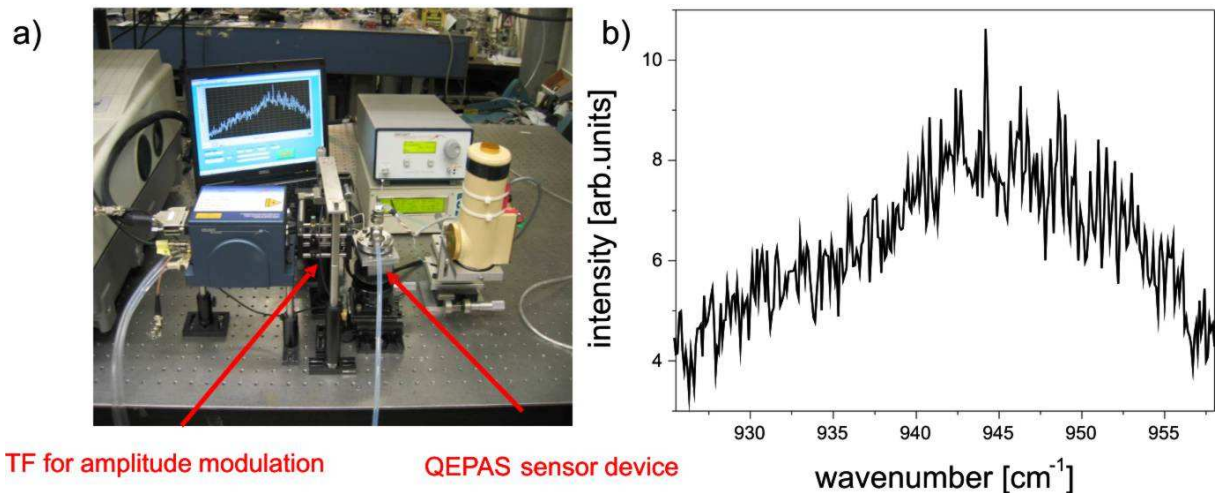 a)
TF for amplitude modulation
QEPAS sensor device
b)
intensity [arb.units]
10
8
6
4
930 935 940 945 950 955
wavenumber [cm⁻¹]